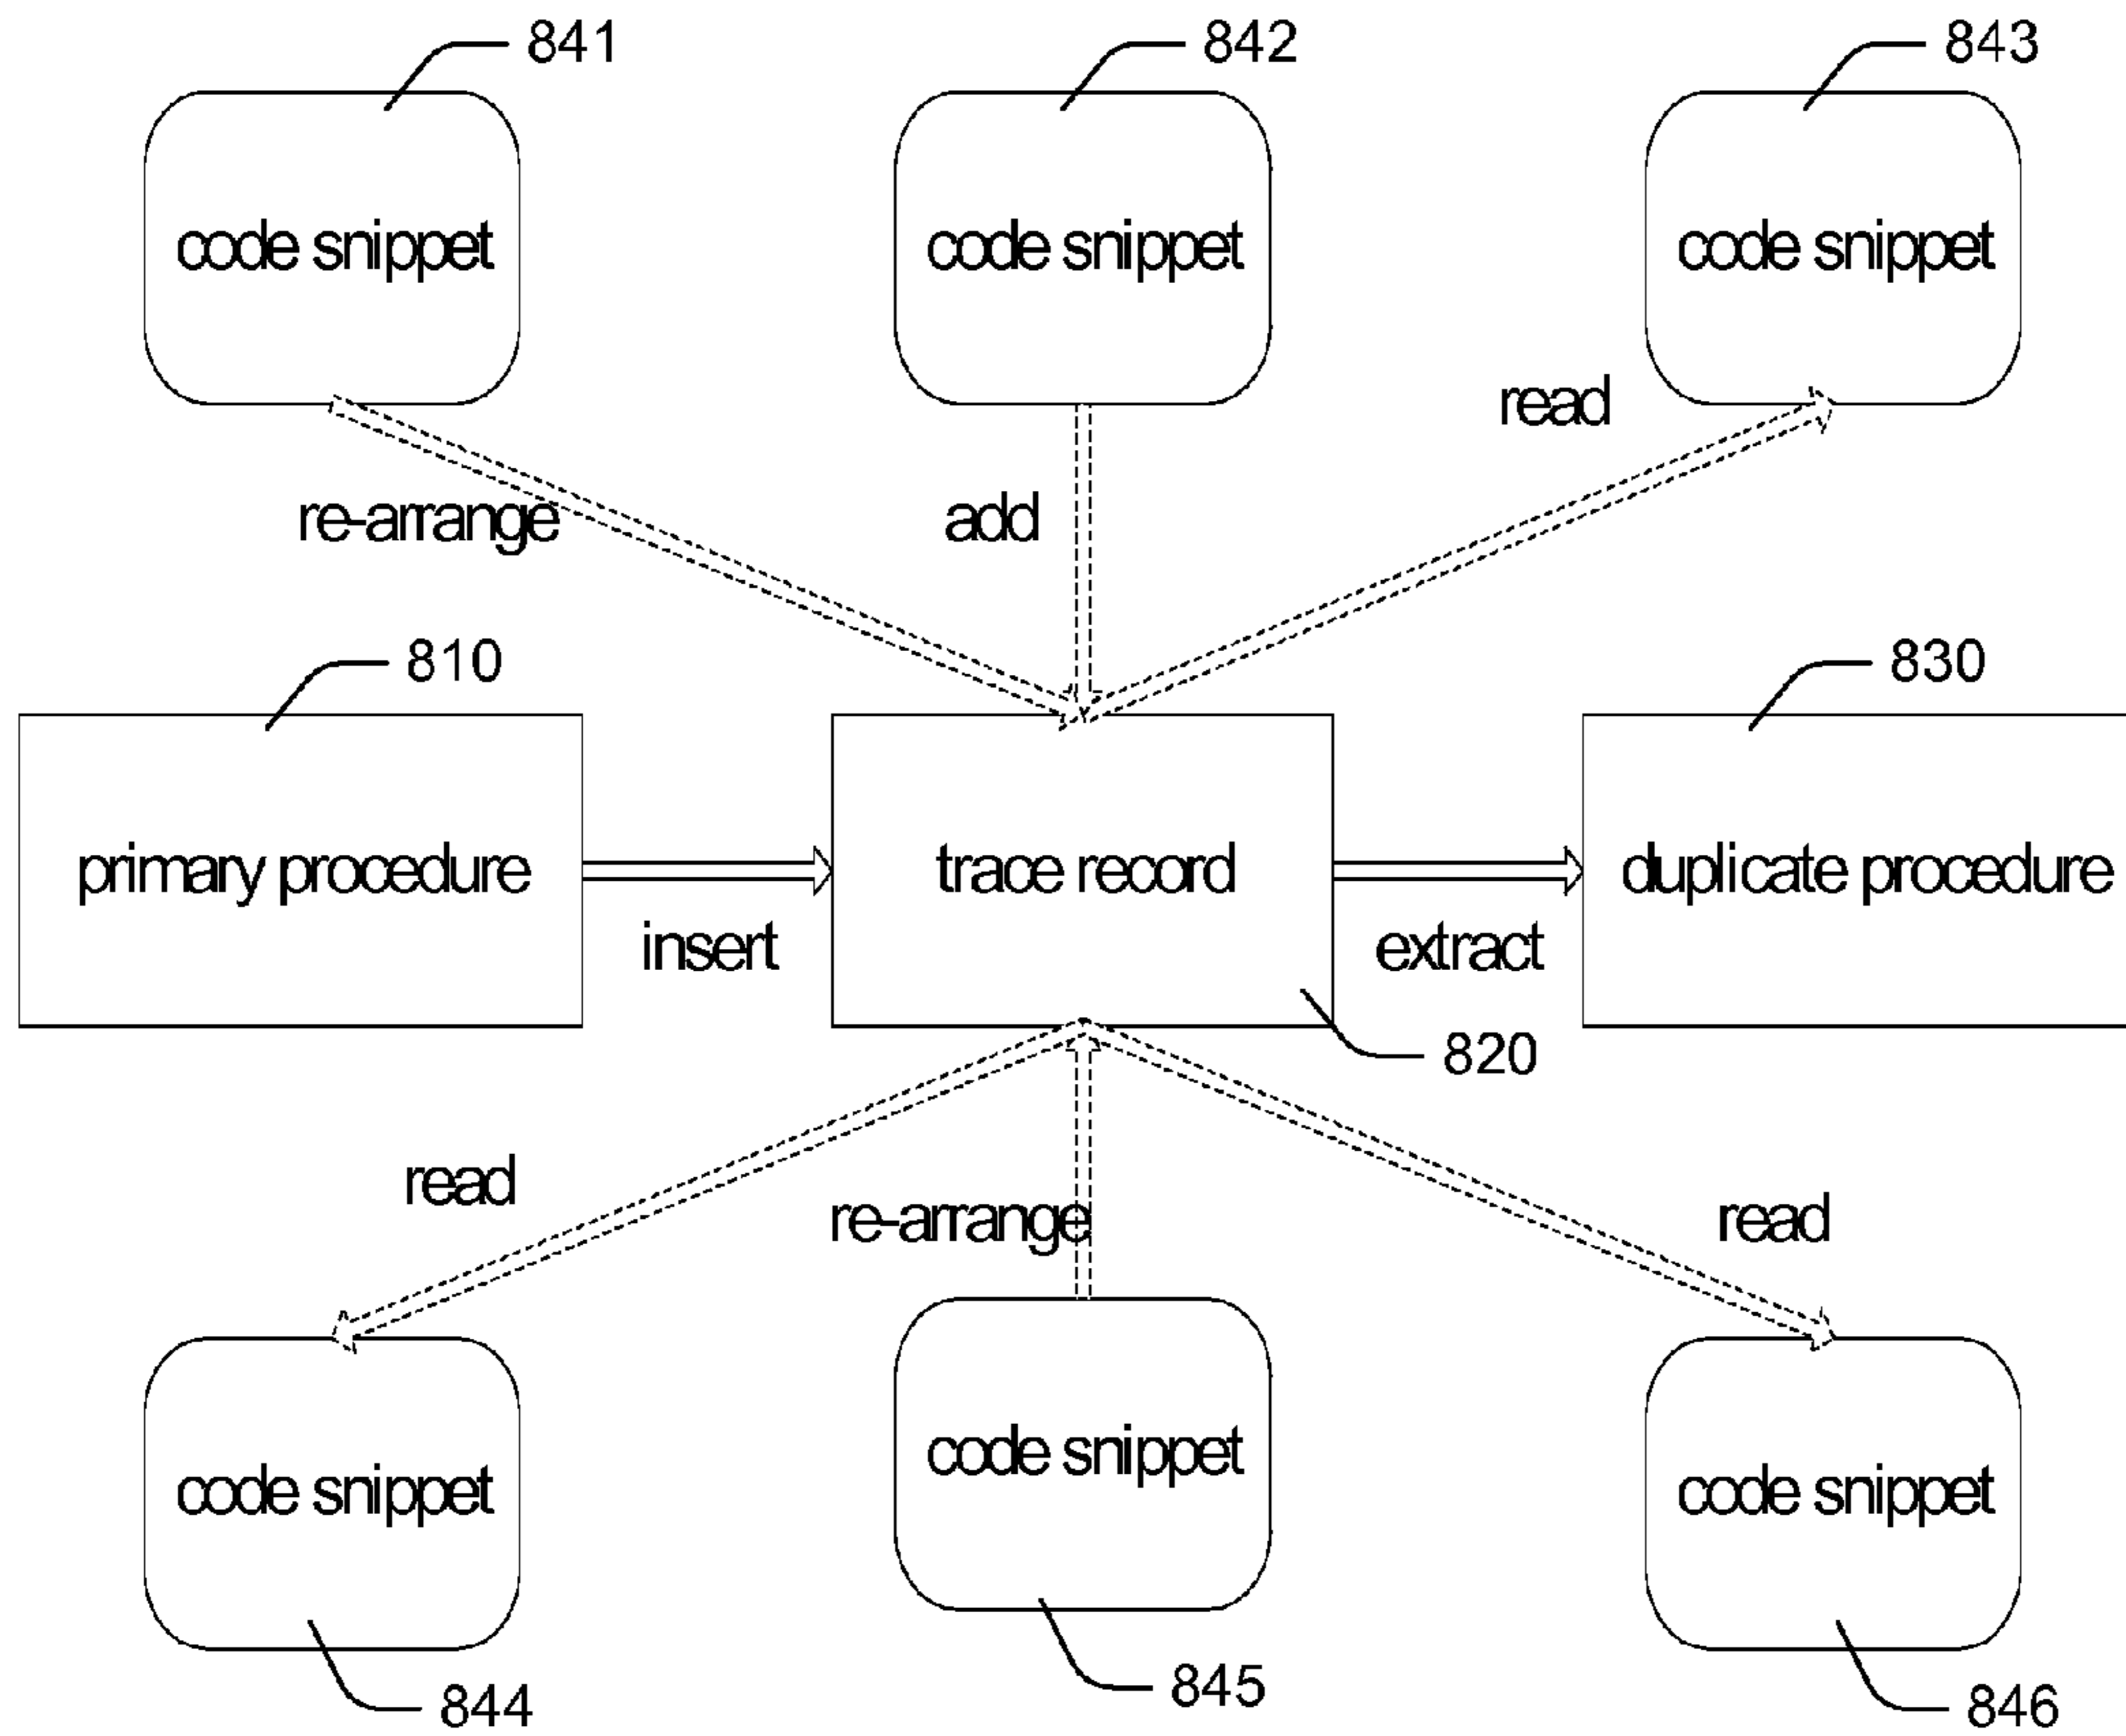 841
842
843
code snippet
code snippet
code snippet
read
re-arrange
add
810
830
primary procedure
trace record
duplicate procedure
insert
extract
820
read
re-arrange
read
code snippet
code snippet
code snippet
844
845
846